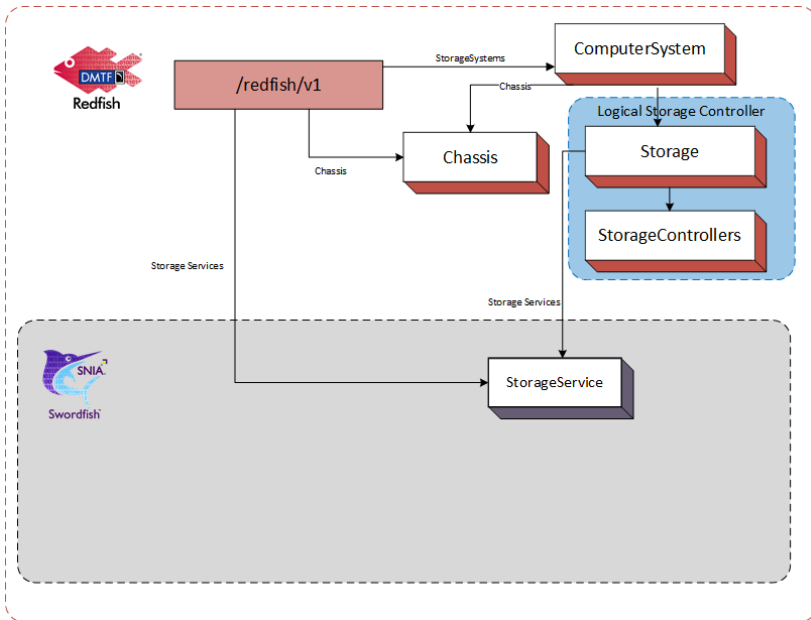 ComputerSystem
StorageSystems
DMTF
Redfish
/redfish/v1
Chassis
Logical Storage Controller
Storage
Chassis
Chassis
StorageControllers
Storage Services
Storage Services
SNIA
Swordfish
StorageService